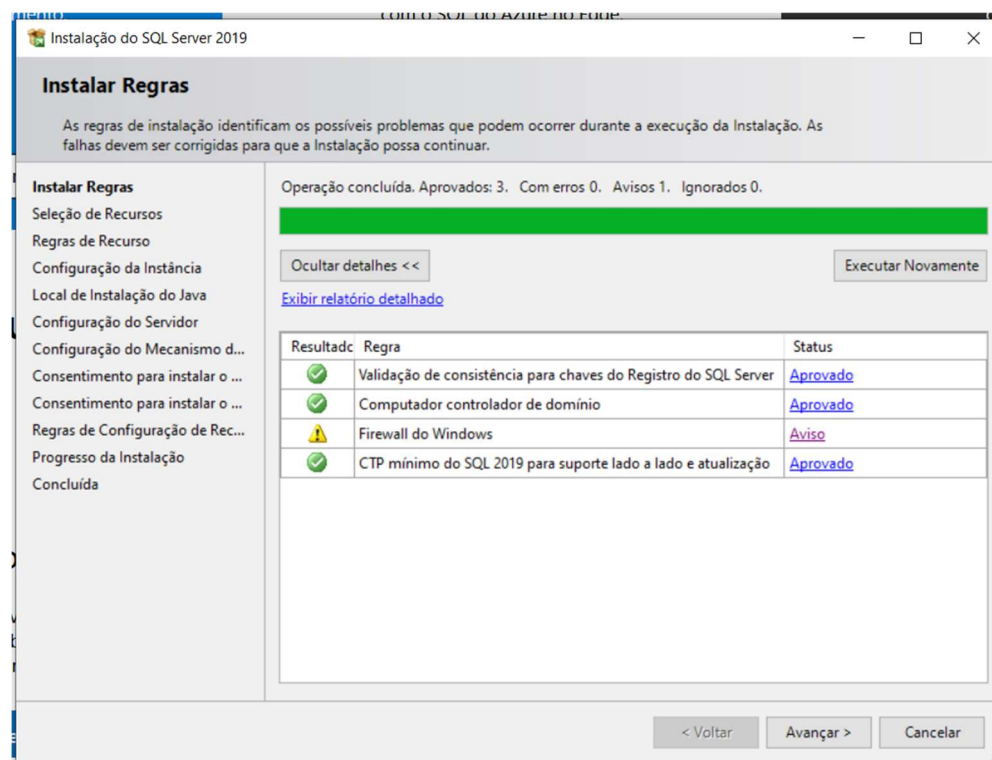 com o SQL do Azure no Edge.
Instalação do SQL Server 2019
Instalar Regras
As regras de instalação identificam os possíveis problemas que podem ocorrer durante a execução da Instalação. As
falhas devem ser corrigidas para que a Instalação possa continuar.
Instalar Regras
Seleção de Recursos
Regras de Recurso
Configuração da Instância
Local de Instalação do Java
Configuração do Servidor
Configuração do Mecanismo d...
Consentimento para instalar o ...
Consentimento para instalar o ...
Regras de Configuração de Rec...
Progresso da Instalação
Concluída
Operação concluída. Aprovados: 3. Com erros 0. Avisos 1. Ignorados 0.
Ocultar detalhes <<
Executar Novamente
Exibir relatório detalhado
Resultadc Regra Status
Validação de consistência para chaves do Registro do SQL Server Aprovado
Computador controlador de domínio Aprovado
Firewall do Windows Aviso
CTP mínimo do SQL 2019 para suporte lado a lado e atualização Aprovado
< Voltar Avançar > Cancelar